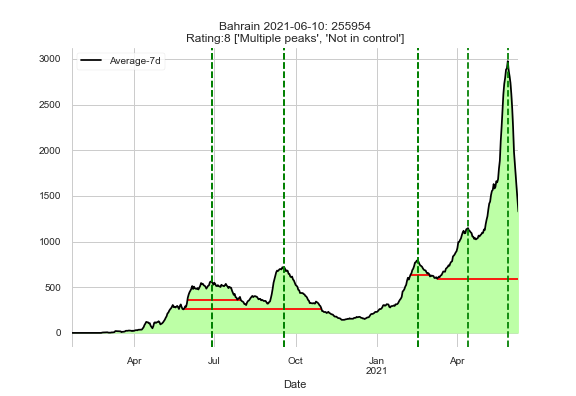 Bahrain 2021-06-10: 255954
Rating:8 ['Multiple peaks', 'Not in control']
Average-7d
3000
2500
2000
1500
1000
500
0
Apr
Jul
Oct
Jan
2021
Apr
Date